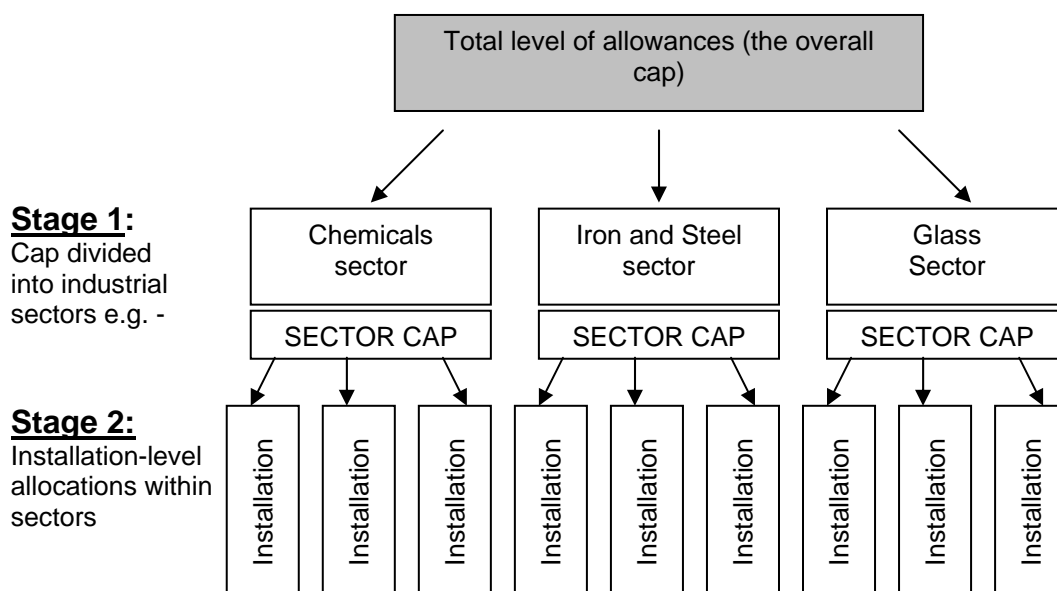 Total level of allowances (the overall
cap)
Stage 1:
Cap divided
into industrial
sectors e.g. -
Chemicals
sector
Iron and Steel
sector
Glass
Sector
SECTOR CAP
SECTOR CAP
SECTOR CAP
Stage 2:
Installation-level
allocations within
sectors
Installation
Installation
Installation
Installation
Installation
Installation
Installation
Installation
Installation